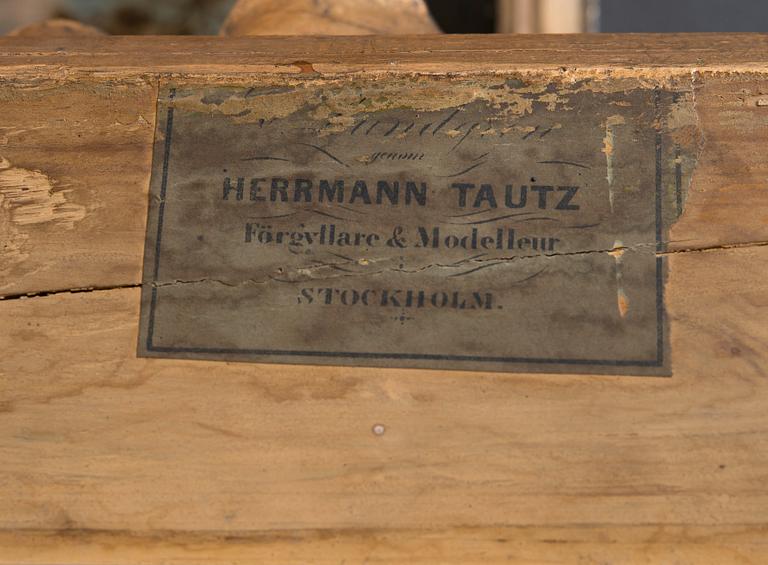 genom
HERRMANN TAUTZ
Förgyllare & Modelleur
STOCKHOLM.